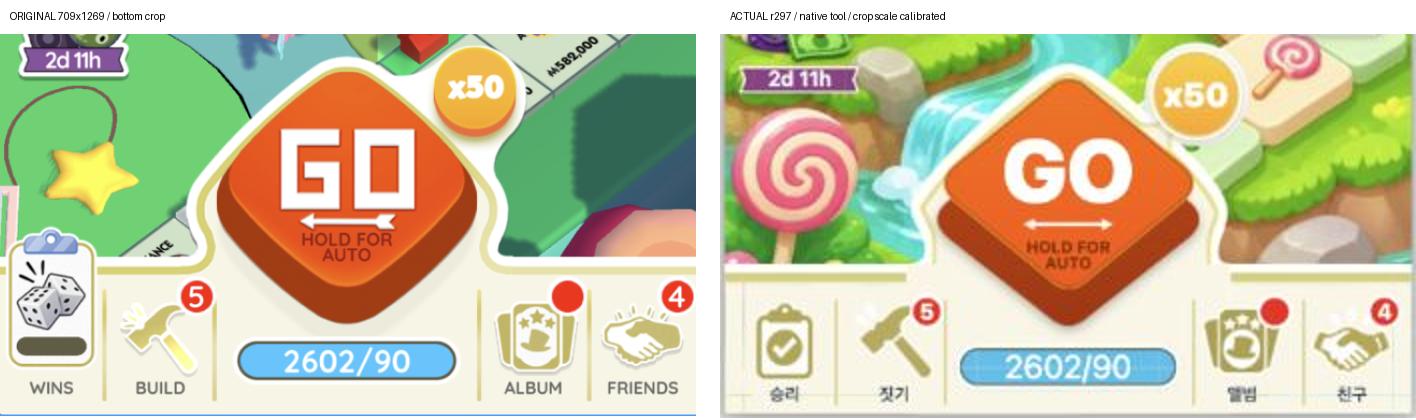 ORIGINAL 709x1269 / bottom crop
2d 11h
x50
₩582,000
GO
HOLD FOR
AUTO
5
4
WINS
BUILD
2602/90
ALBUM
FRIENDS
ACTUAL r297 / native tool / crop scale calibrated
2d 11h
x50
GO
HOLD FOR
AUTO
5
4
승리
짓기
2602/90
앨범
친구